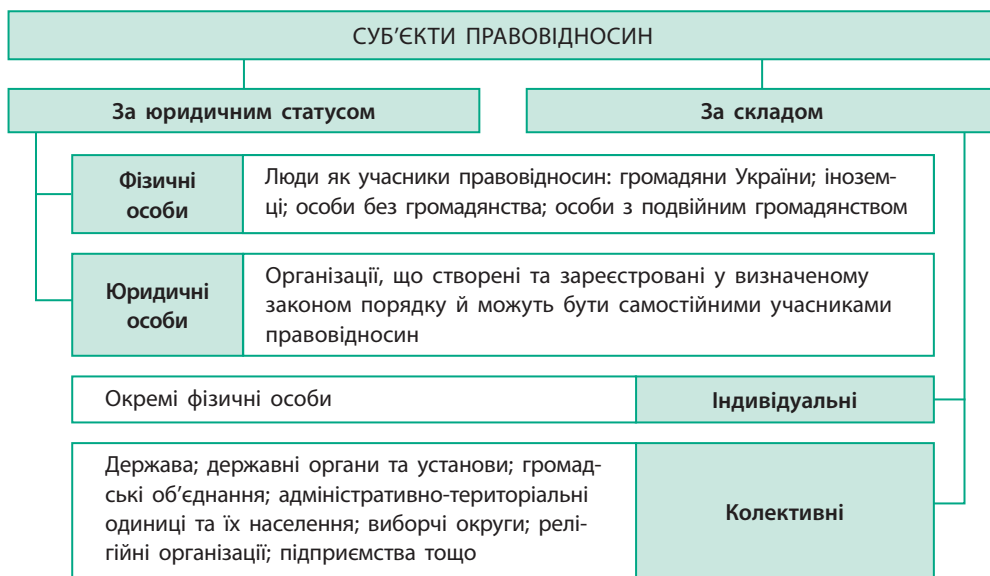 СУБ’ЄКТИ ПРАВОВІДНОСИН
За юридичним статусом
За складом
Фізичні
особи
Люди як учасники правовідносин: громадяни України; інозем-
ці; особи без громадянства; особи з подвійним громадянством
Юридичні
особи
Організації, що створені та зареєстровані у визначеному
законом порядку й можуть бути самостійними учасниками
правовідносин
Окремі фізичні особи
Індивідуальні
Держава; державні органи та установи; громад-
ські об’єднання; адміністративно-територіальні
одиниці та їх населення; виборчі округи; релі-
гійні організації; підприємства тощо
Колективні